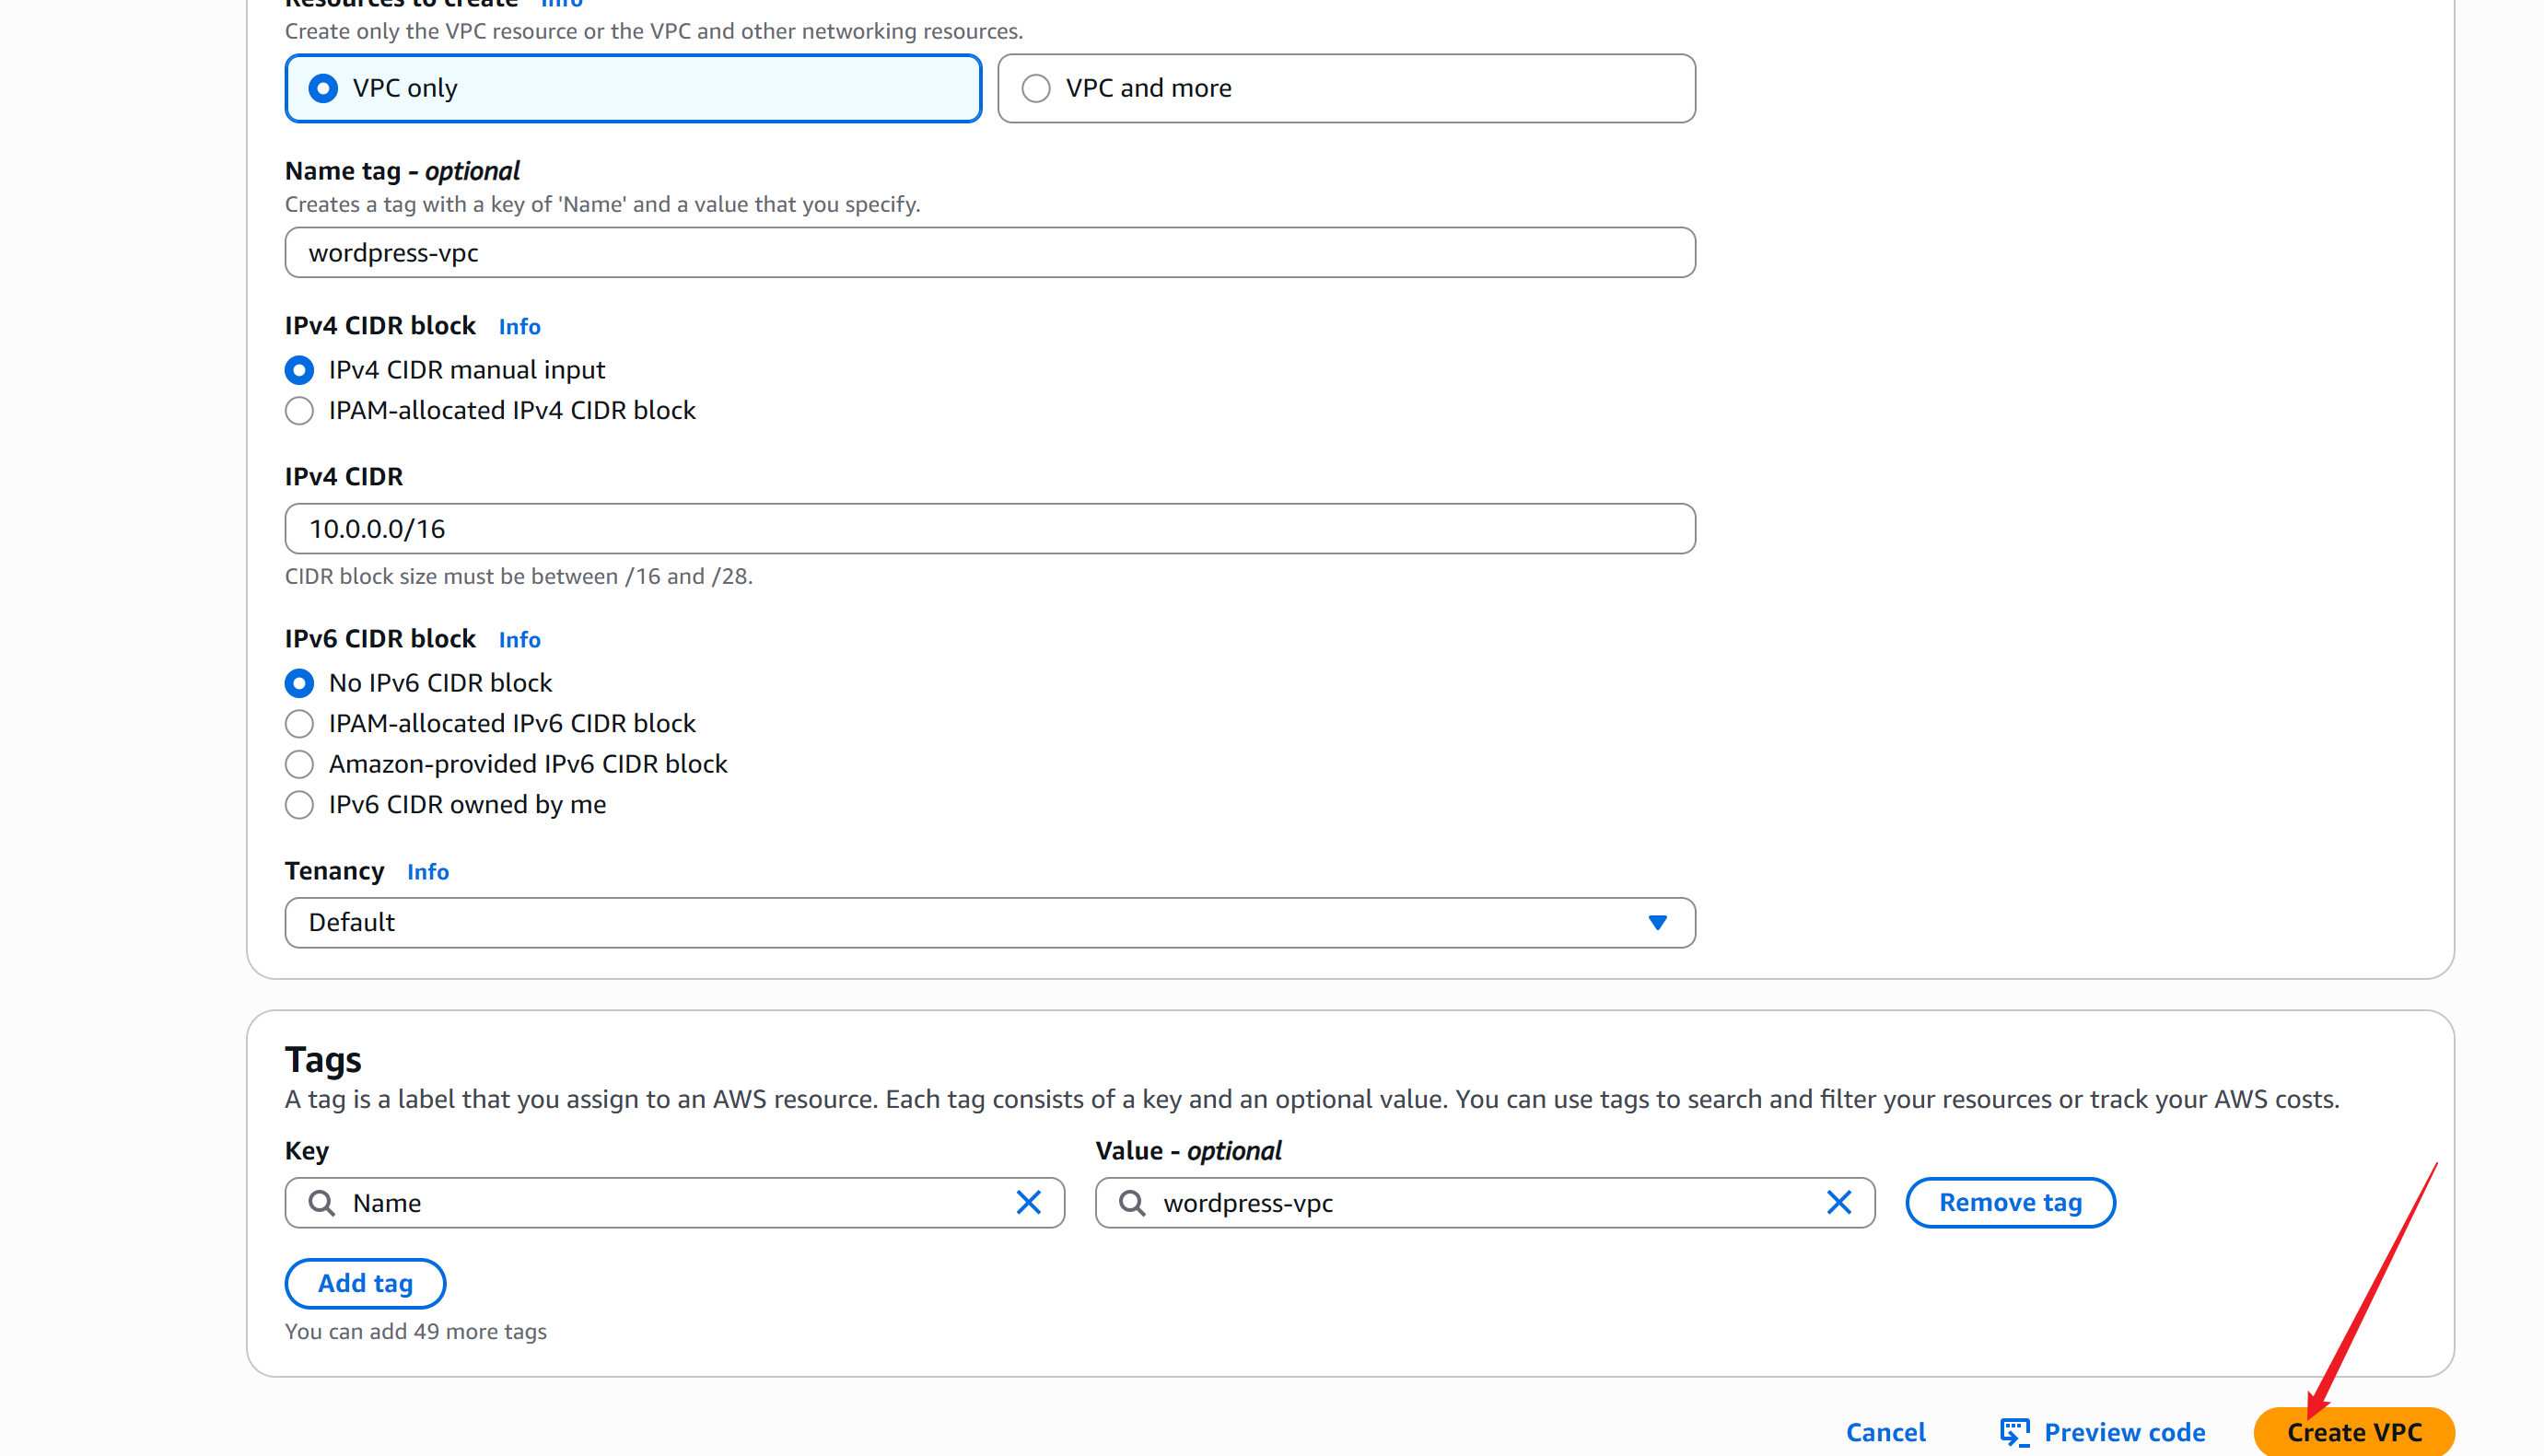 Resources to create Info
Create only the VPC resource or the VPC and other networking resources.
VPC only
VPC and more
Name tag - optional
Creates a tag with a key of 'Name' and a value that you specify.
wordpress-vpc
IPv4 CIDR block Info
IPv4 CIDR manual input
IPAM-allocated IPv4 CIDR block
IPv4 CIDR
10.0.0.0/16
CIDR block size must be between /16 and /28.
IPv6 CIDR block Info
No IPv6 CIDR block
IPAM-allocated IPv6 CIDR block
Amazon-provided IPv6 CIDR block
IPv6 CIDR owned by me
Tenancy Info
Default
Tags
A tag is a label that you assign to an AWS resource. Each tag consists of a key and an optional value. You can use tags to search and filter your resources or track your AWS costs.
Key
Value - optional
Name
wordpress-vpc
Remove tag
Add tag
You can add 49 more tags
Cancel
Preview code
Create VPC